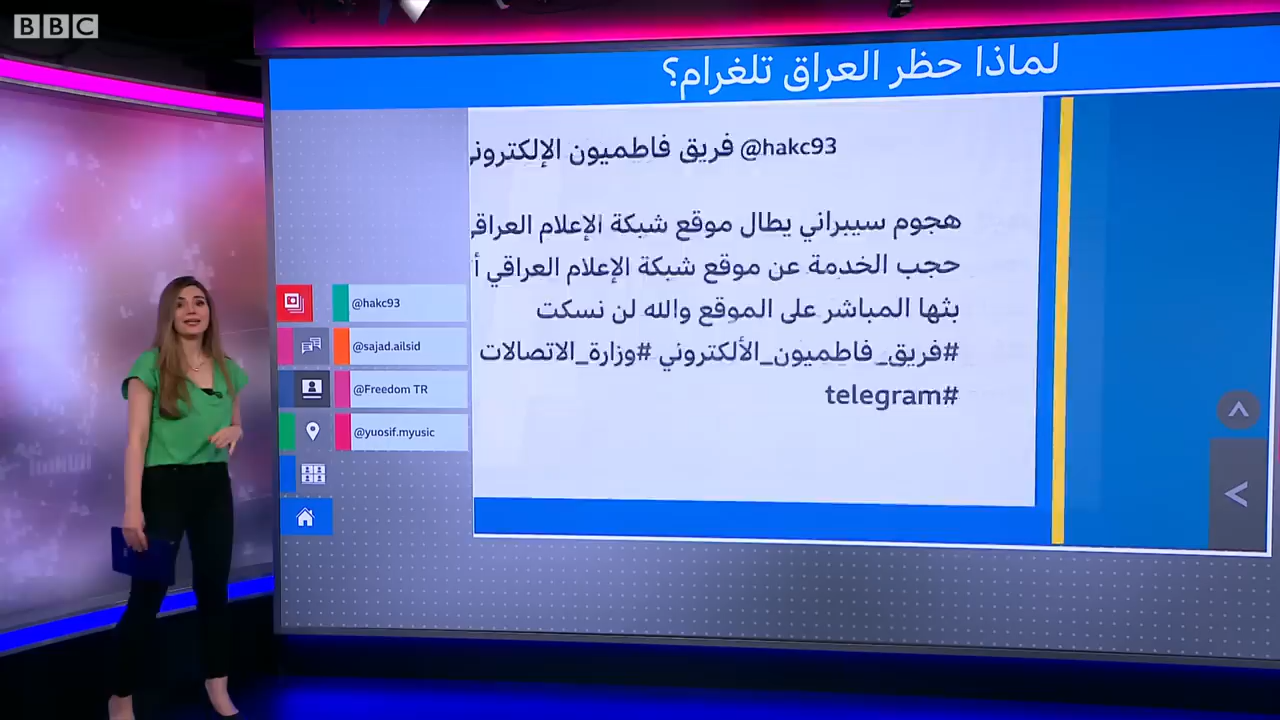 BBC
لماذا حظر العراق تلغرام؟
@hakc93 فريق فاطميون
هجوم سيبراني يطال موقع شبكة الإعلام
حجب الخدمة عن موقع شبكة الإعلام العراقي
بثها المباشر على الموقع والله لن نسكت
#فريق_فاطميون_الألكتروني #وزارة_الاتصالات
#telegram
@hakc93
@sajad.ailsid
@Freedom TR
@yuosif.myusic